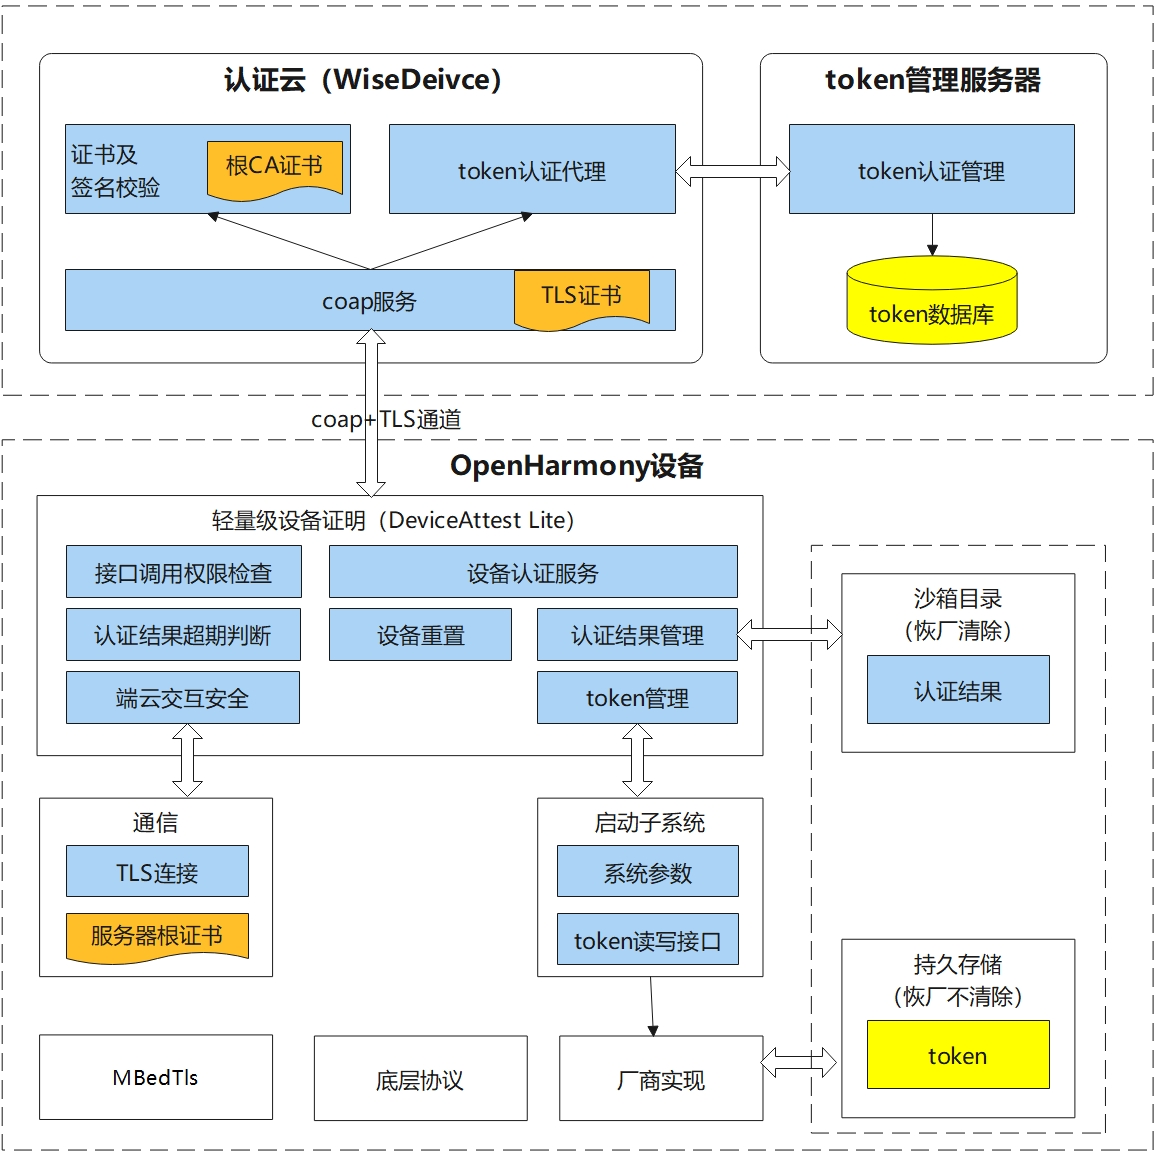 认证云（WiseDeivce）
token管理服务器
证书及
签名校验
根CA证书
token认证代理
token认证管理
coap服务
TLS证书
token数据库
coap+TLS通道
OpenHarmony设备
轻量级设备证明（DeviceAttest Lite）
接口调用权限检查
设备认证服务
认证结果超期判断
设备重置
认证结果管理
端云交互安全
token管理
沙箱目录
（恢厂清除）
认证结果
通信
TLS连接
服务器根证书
启动子系统
系统参数
token读写接口
持久存储
（恢厂不清除）
token
MBedTls
底层协议
厂商实现